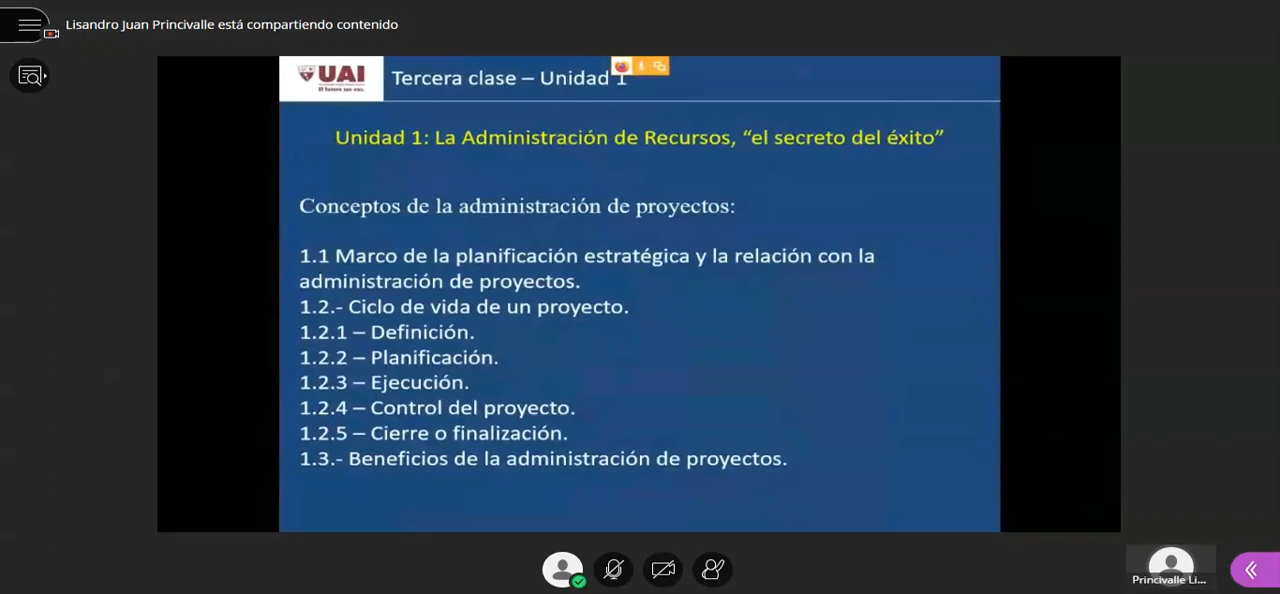 Lisandro Juan Princivalle está compartiendo contenido
UAI
El futuro sos vos.
Tercera clase – Unidad 1
Unidad 1: La Administración de Recursos, “el secreto del éxito”
Conceptos de la administración de proyectos:
1.1 Marco de la planificación estratégica y la relación con la
administración de proyectos.
1.2.- Ciclo de vida de un proyecto.
1.2.1 – Definición.
1.2.2 – Planificación.
1.2.3 – Ejecución.
1.2.4 – Control del proyecto.
1.2.5 – Cierre o finalización.
1.3.- Beneficios de la administración de proyectos.
Princivalle Li...